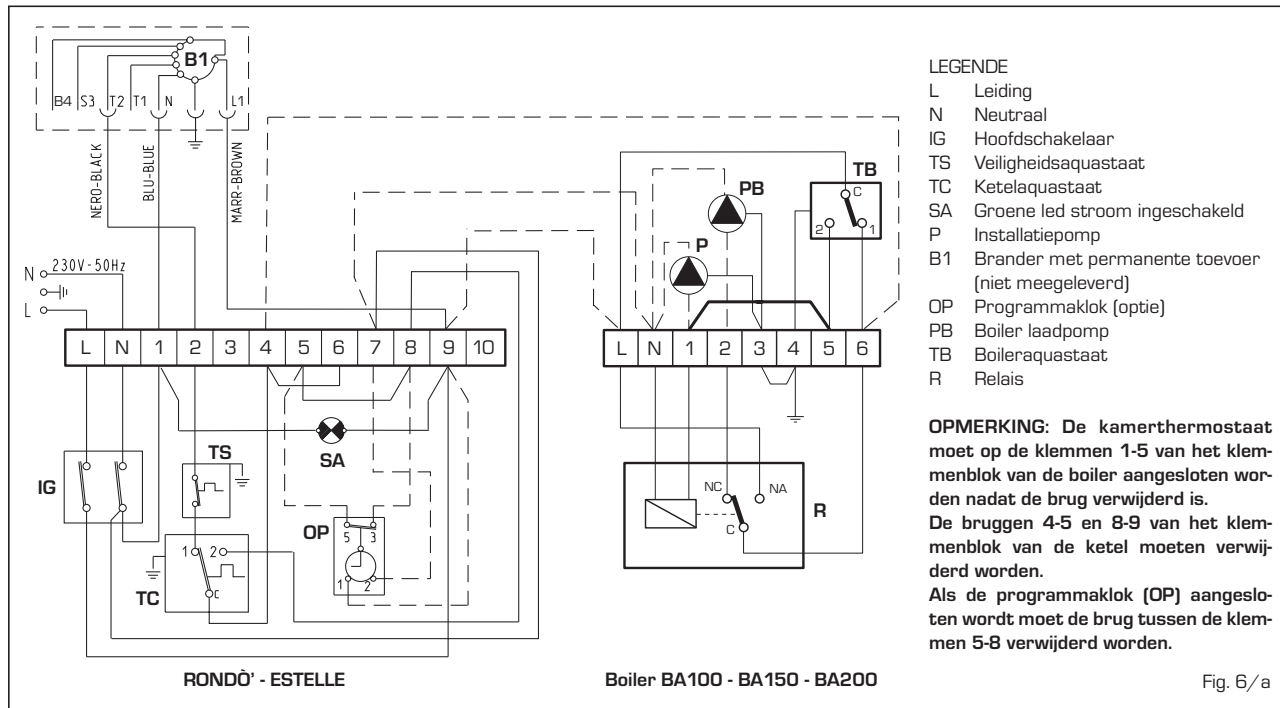 B1
B4 S3 T2 T1 N L1
NERO-BLACK
BLU-BLUE
MARR-BROWN
N 230V-50Hz
L
L N 1 2 3 4 5 6 7 8 9 10
IG
TS
TC
1 2
C
SA
OP
5 3
1 2
RONDÒ' - ESTELLE
PB
P
TB
C
2 1
L N 1 2 3 4 5 6
NC NA
C
R
Boiler BA100 - BA150 - BA200
LEGENDE
L Leiding
N Neutraal
IG Hoofdschakelaar
TS Veiligheidsaquastaat
TC Ketelaquastaat
SA Groene led stroom ingeschakeld
P Installatiepomp
B1 Brander met permanente toevoer
(niet meegeleverd)
OP Programmaklok (optie)
PB Boiler laadpomp
TB Boileraquastaat
R Relais
OPMERKING: De kamerthermostaat
moet op de klemmen 1-5 van het klem-
menblok van de boiler aangesloten wor-
den nadat de brug verwijderd is.
De bruggen 4-5 en 8-9 van het klem-
menblok van de ketel moeten verwij-
derd worden.
Als de programmaklok (OP) aangeslo-
ten wordt moet de brug tussen de klem-
men 5-8 verwijderd worden.
Fig. 6/a